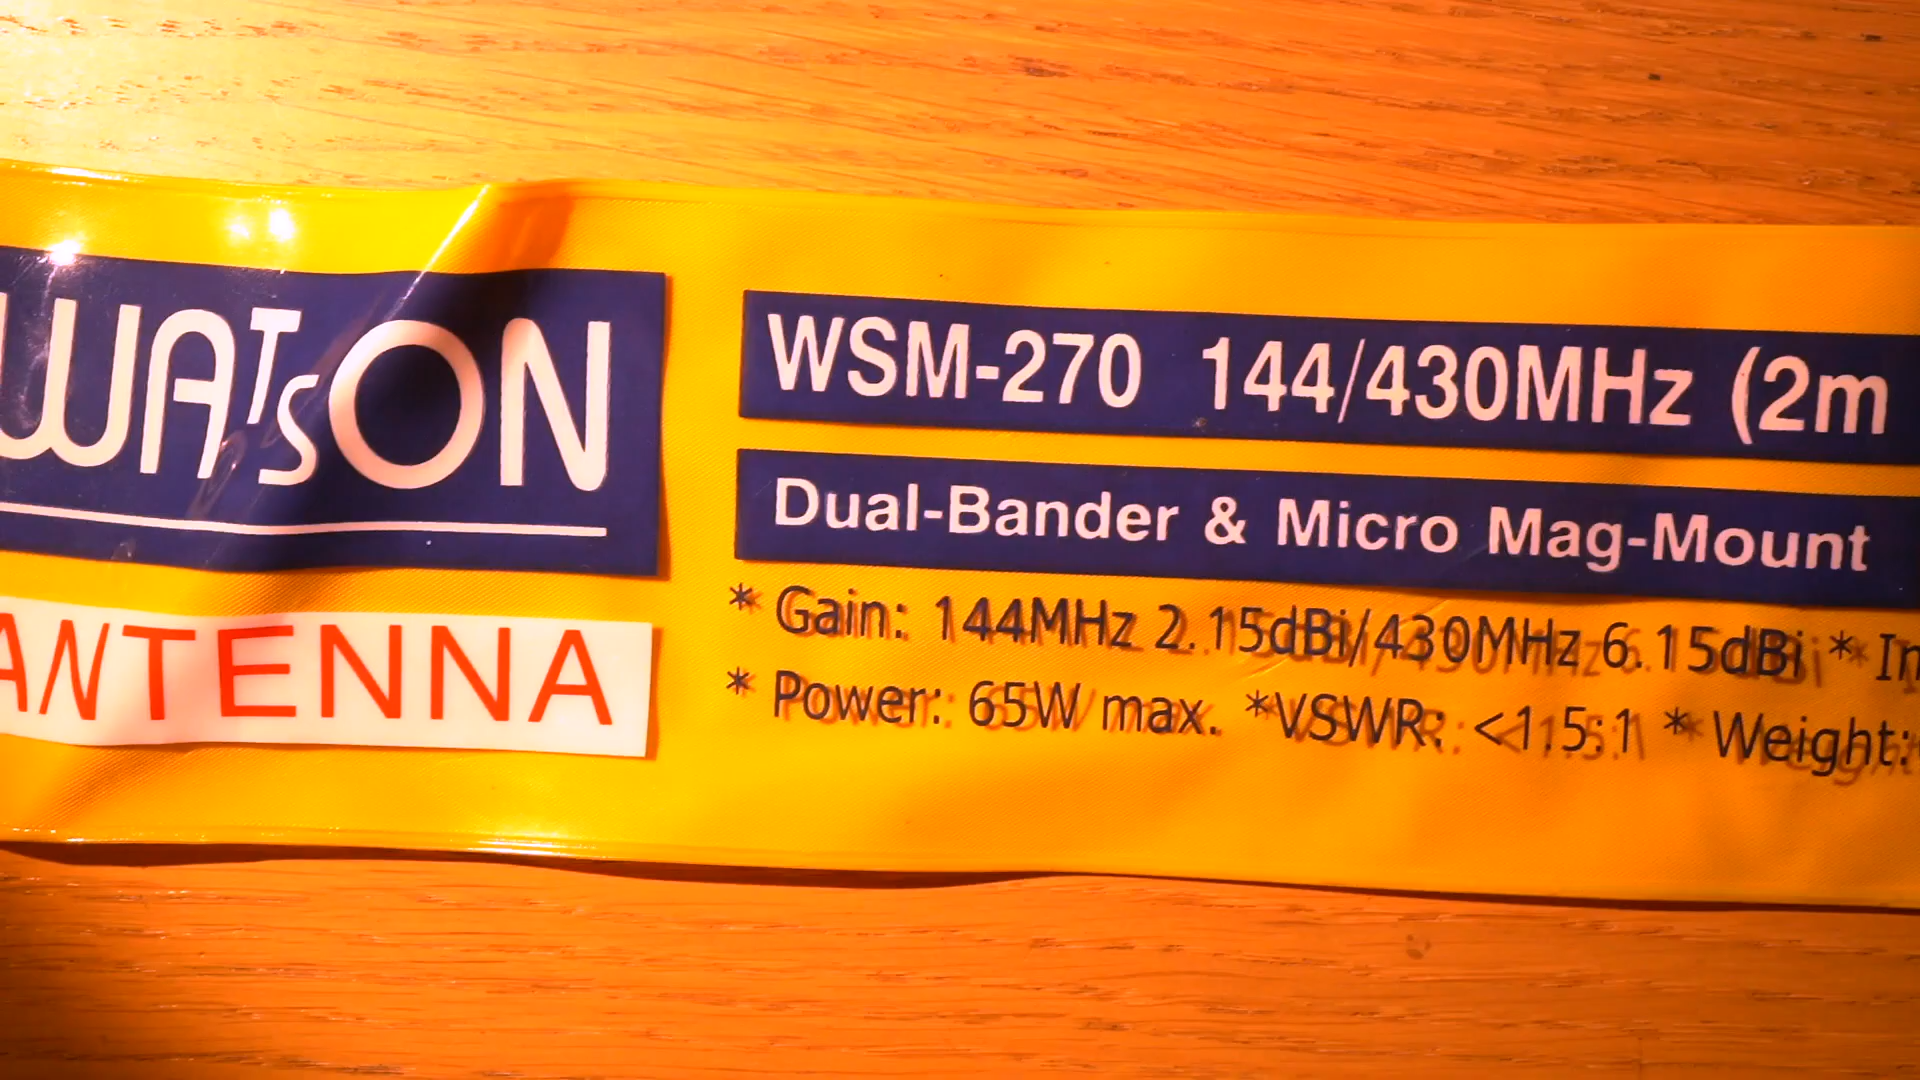 WATSON
ANTENNA
WSM-270 144/430MHz (2m
Dual-Bander & Micro Mag-Mount
* Gain: 144MHz 2.15dBi/430MHz 6.15dBi *
* Power: 65W max. *VSWR: <1.5:1 * Weight: